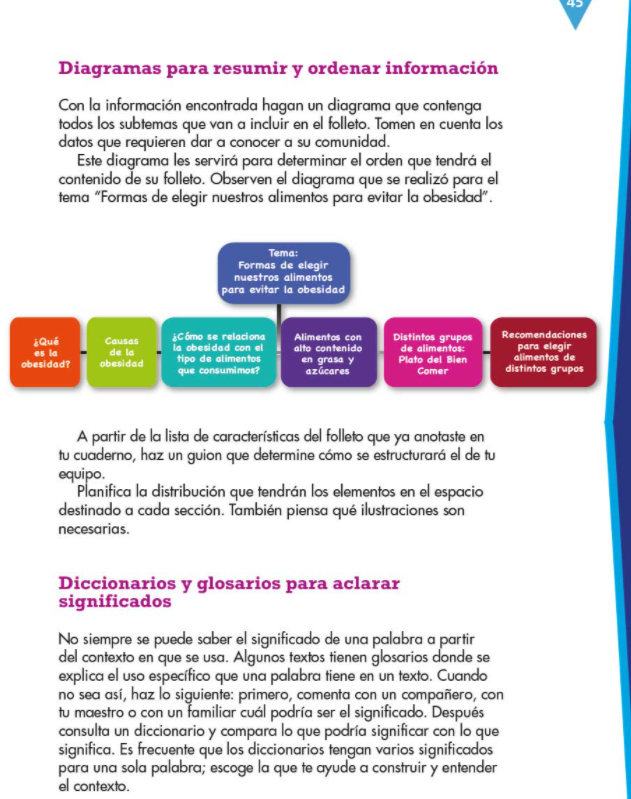 45
Diagramas para resumir y ordenar información
Con la información encontrada hagan un diagrama que contenga
todos los subtemas que van a incluir en el folleto. Tomen en cuenta los
datos que requieren dar a conocer a su comunidad.
Este diagrama les servirá para determinar el orden que tendrá el
contenido de su folleto. Observen el diagrama que se realizó para el
tema “Formas de elegir nuestros alimentos para evitar la obesidad”.
Tema:
Formas de elegir
nuestros alimentos
para evitar la obesidad
¿Qué
es la
obesidad?
Causas
de la
obesidad
¿Cómo se relaciona
la obesidad con el
tipo de alimentos
que consumimos?
Alimentos con
alto contenido
en grasa y
azúcares
Distintos grupos
de alimentos:
Plato del Bien
Comer
Recomendaciones
para elegir
alimentos de
distintos grupos
A partir de la lista de características del folleto que ya anotaste en
tu cuaderno, haz un guion que determine cómo se estructurará el de tu
equipo.
Planifica la distribución que tendrán los elementos en el espacio
destinado a cada sección. También piensa qué ilustraciones son
necesarias.
Diccionarios y glosarios para aclarar
significados
No siempre se puede saber el significado de una palabra a partir
del contexto en que se usa. Algunos textos tienen glosarios donde se
explica el uso específico que una palabra tiene en un texto. Cuando
no sea así, haz lo siguiente: primero, comenta con un compañero, con
tu maestro o con un familiar cuál podría ser el significado. Después
consulta un diccionario y compara lo que podría significar con lo que
significa. Es frecuente que los diccionarios tengan varios significados
para una sola palabra; escoge la que te ayude a construir y entender
el contexto.